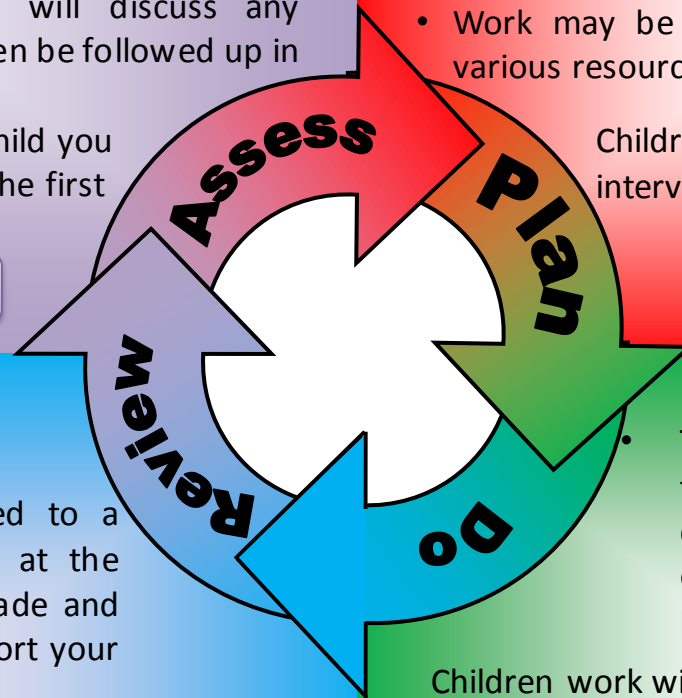 will discuss any
en be followed up in
hild you
he first
• Work may be
various resourc
Childr
interv
Assess
Plan
Do
Review
ed to a
at the
ade and
ort your
•
Children work wi